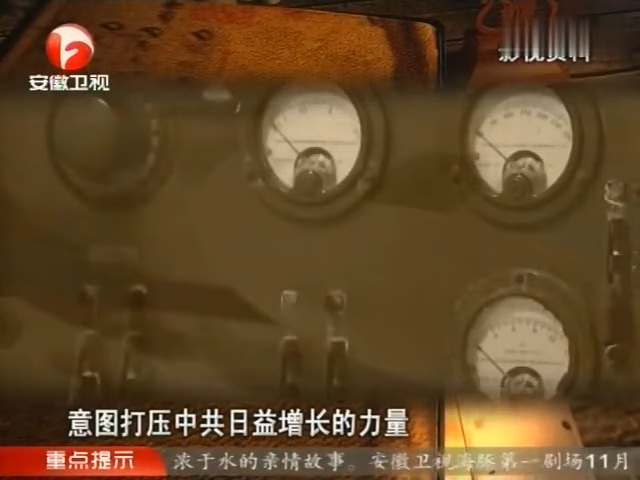 安徽卫视
影视资料
意图打压中共日益增长的力量
重点提示
浓于水的亲情故事。安徽卫视海豚第一剧场11月